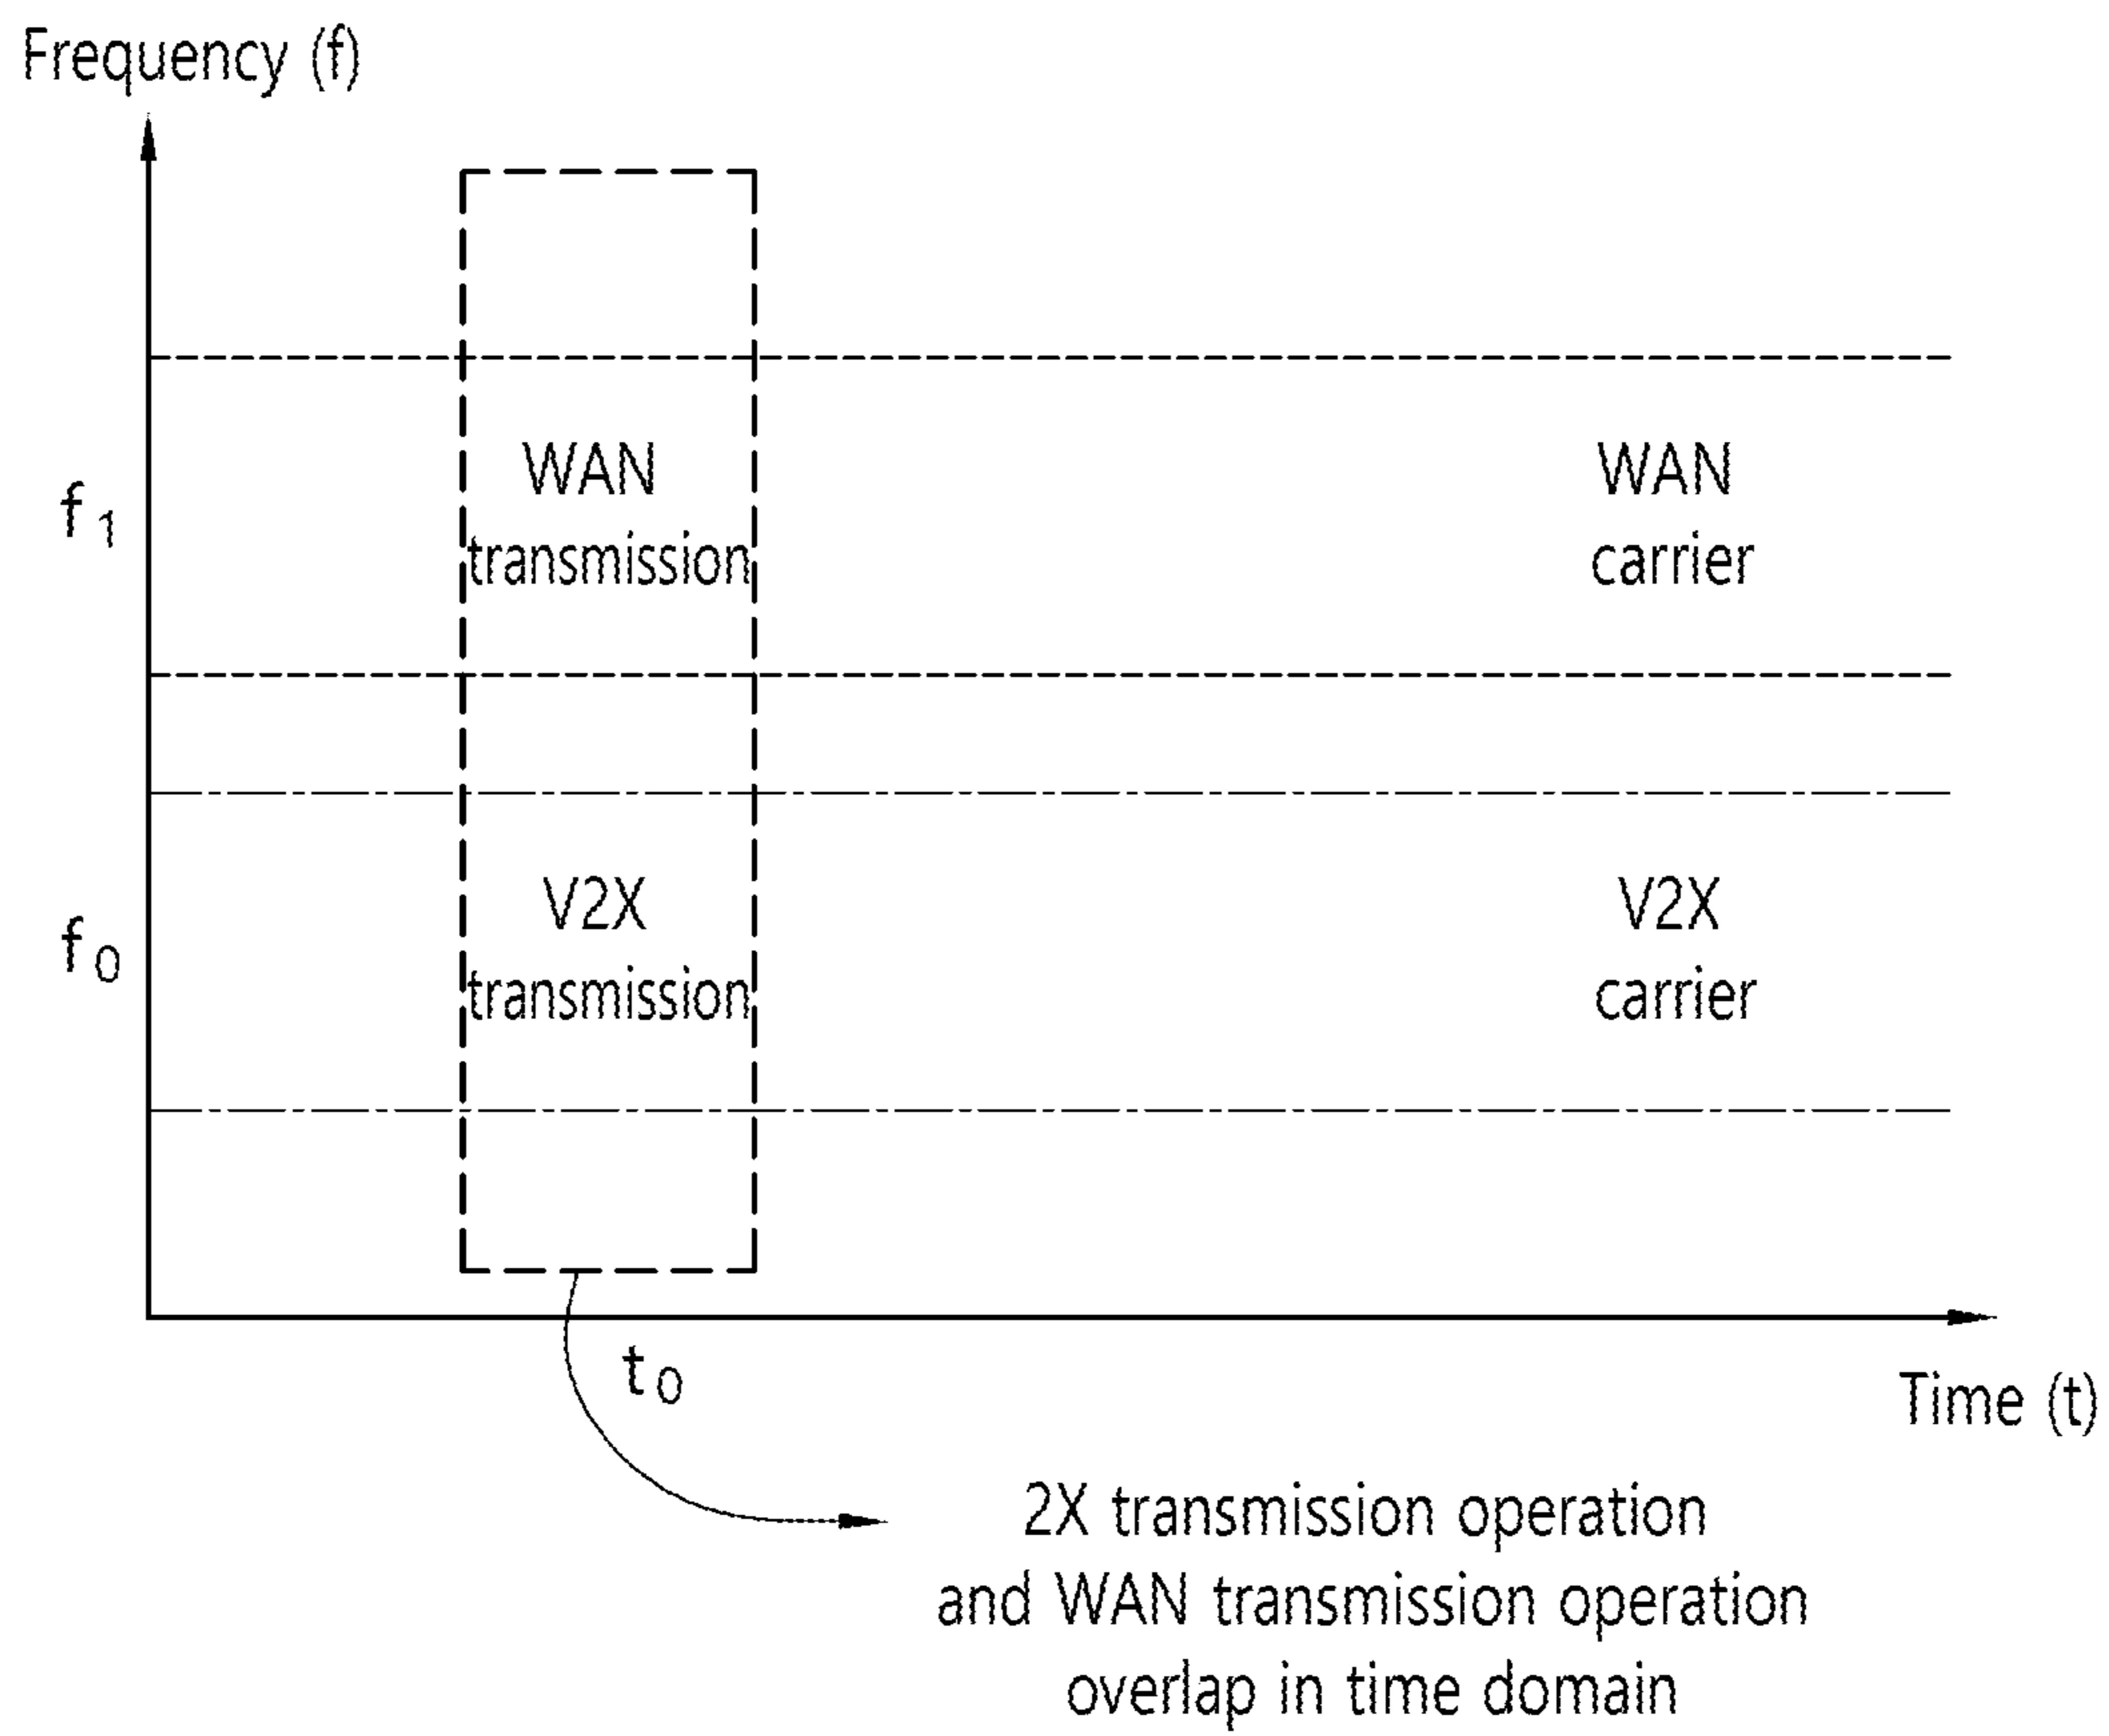 Frequency (f)
WAN
transmission
WAN
carrier
f1
V2X
transmission
V2X
carrier
f0
t0
Time (t)
2X transmission operation
and WAN transmission operation
overlap in time domain